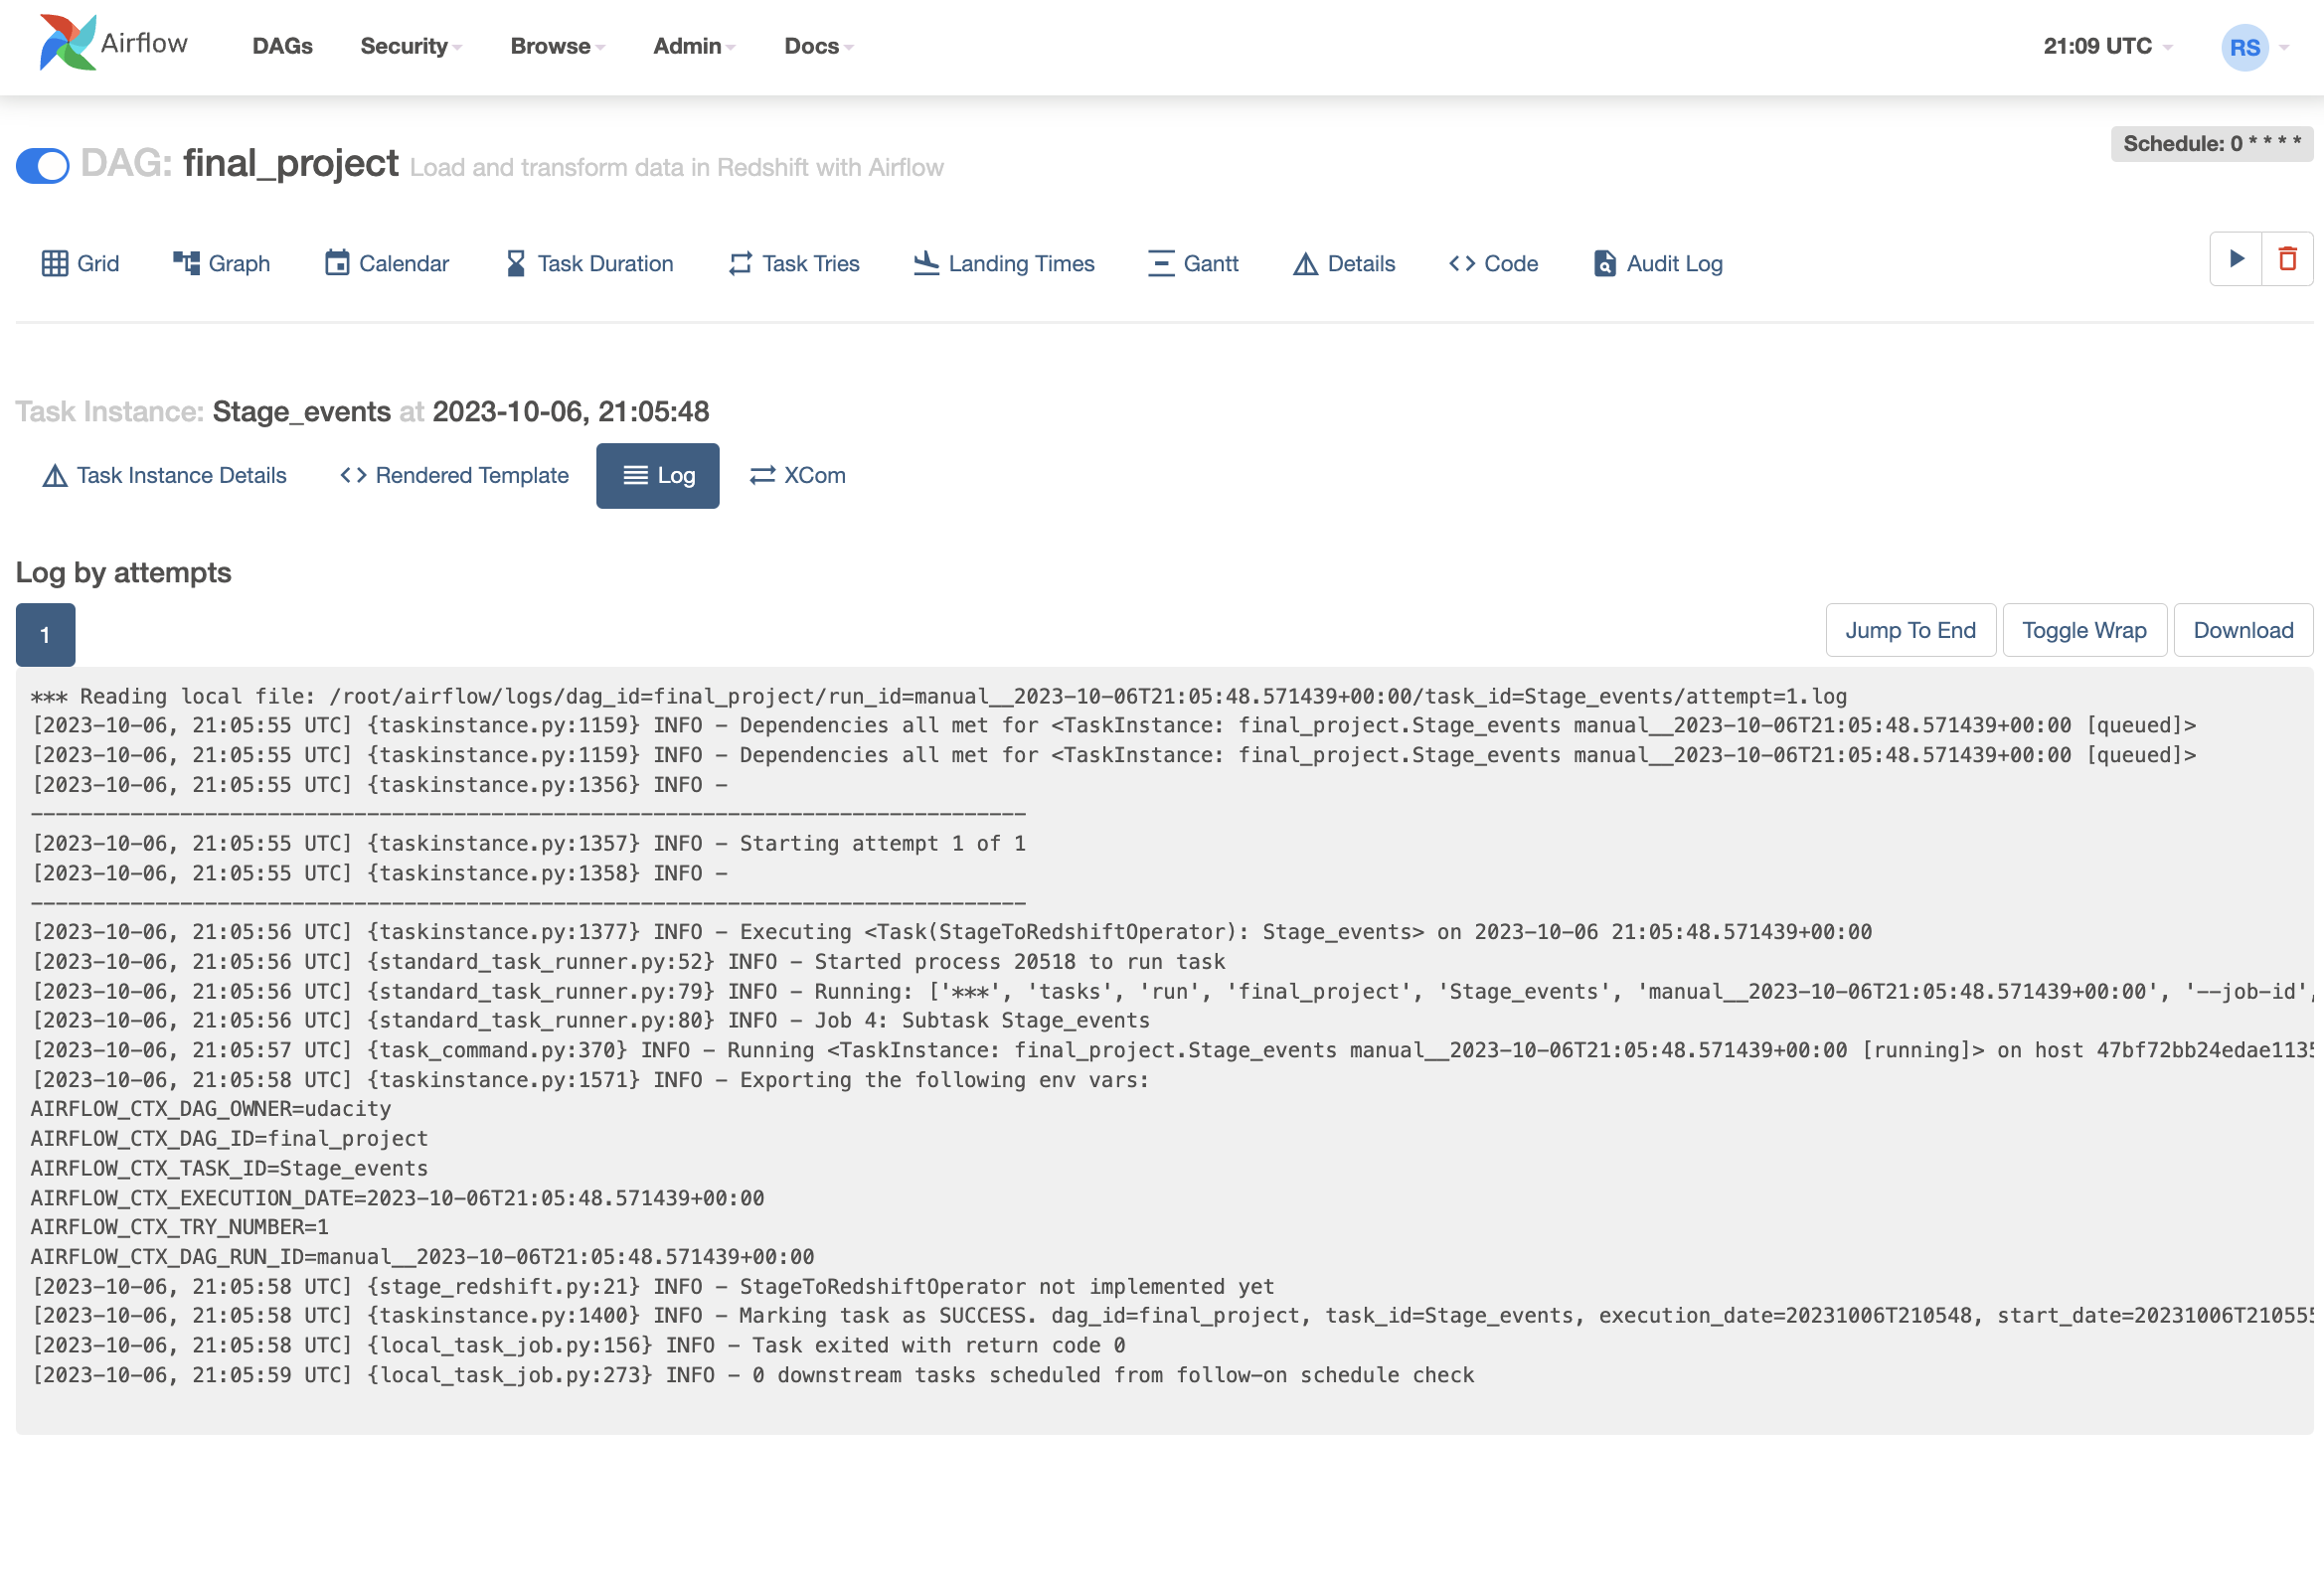 Airflow DAGs Security Browse Admin Docs 21:09 UTC RS
Schedule: 0 * * * *
DAG: final_project Load and transform data in Redshift with Airflow
Grid Graph Calendar Task Duration Task Tries Landing Times Gantt Details Code Audit Log
Task Instance: Stage_events at 2023-10-06, 21:05:48
Task Instance Details Rendered Template Log XCom
Log by attempts
1 Jump To End Toggle Wrap Download
*** Reading local file: /root/airflow/logs/dag_id=final_project/run_id=manual__2023-10-06T21:05:48.571439+00:00/task_id=Stage_events/attempt=1.log
[2023-10-06, 21:05:55 UTC] {taskinstance.py:1159} INFO - Dependencies all met for <TaskInstance: final_project.Stage_events manual__2023-10-06T21:05:48.571439+00:00 [queued]>
[2023-10-06, 21:05:55 UTC] {taskinstance.py:1159} INFO - Dependencies all met for <TaskInstance: final_project.Stage_events manual__2023-10-06T21:05:48.571439+00:00 [queued]>
[2023-10-06, 21:05:55 UTC] {taskinstance.py:1356} INFO -
--------------------------------------------------------------------------------
[2023-10-06, 21:05:55 UTC] {taskinstance.py:1357} INFO - Starting attempt 1 of 1
[2023-10-06, 21:05:55 UTC] {taskinstance.py:1358} INFO -
--------------------------------------------------------------------------------
[2023-10-06, 21:05:56 UTC] {taskinstance.py:1377} INFO - Executing <Task(StageToRedshiftOperator): Stage_events> on 2023-10-06 21:05:48.571439+00:00
[2023-10-06, 21:05:56 UTC] {standard_task_runner.py:52} INFO - Started process 20518 to run task
[2023-10-06, 21:05:56 UTC] {standard_task_runner.py:79} INFO - Running: ['***', 'tasks', 'run', 'final_project', 'Stage_events', 'manual__2023-10-06T21:05:48.571439+00:00', '--job-id',
[2023-10-06, 21:05:56 UTC] {standard_task_runner.py:80} INFO - Job 4: Subtask Stage_events
[2023-10-06, 21:05:57 UTC] {task_command.py:370} INFO - Running <TaskInstance: final_project.Stage_events manual__2023-10-06T21:05:48.571439+00:00 [running]> on host 47bf72bb24edae1135
[2023-10-06, 21:05:58 UTC] {taskinstance.py:1571} INFO - Exporting the following env vars:
AIRFLOW_CTX_DAG_OWNER=udacity
AIRFLOW_CTX_DAG_ID=final_project
AIRFLOW_CTX_TASK_ID=Stage_events
AIRFLOW_CTX_EXECUTION_DATE=2023-10-06T21:05:48.571439+00:00
AIRFLOW_CTX_TRY_NUMBER=1
AIRFLOW_CTX_DAG_RUN_ID=manual__2023-10-06T21:05:48.571439+00:00
[2023-10-06, 21:05:58 UTC] {stage_redshift.py:21} INFO - StageToRedshiftOperator not implemented yet
[2023-10-06, 21:05:58 UTC] {taskinstance.py:1400} INFO - Marking task as SUCCESS. dag_id=final_project, task_id=Stage_events, execution_date=20231006T210548, start_date=20231006T210555
[2023-10-06, 21:05:58 UTC] {local_task_job.py:156} INFO - Task exited with return code 0
[2023-10-06, 21:05:59 UTC] {local_task_job.py:273} INFO - 0 downstream tasks scheduled from follow-on schedule check